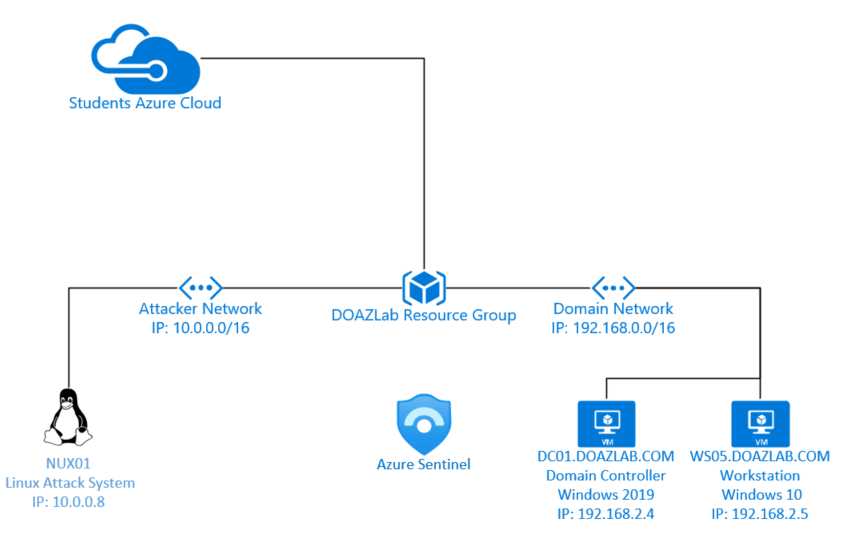 Students Azure Cloud
Attacker Network
IP: 10.0.0.0/16
DOAZLab Resource Group
Domain Network
IP: 192.168.0.0/16
NUX01
Linux Attack System
IP: 10.0.0.8
Azure Sentinel
VM
DC01.DOAZLAB.COM
Domain Controller
Windows 2019
IP: 192.168.2.4
VM
WS05.DOAZLAB.COM
Workstation
Windows 10
IP: 192.168.2.5